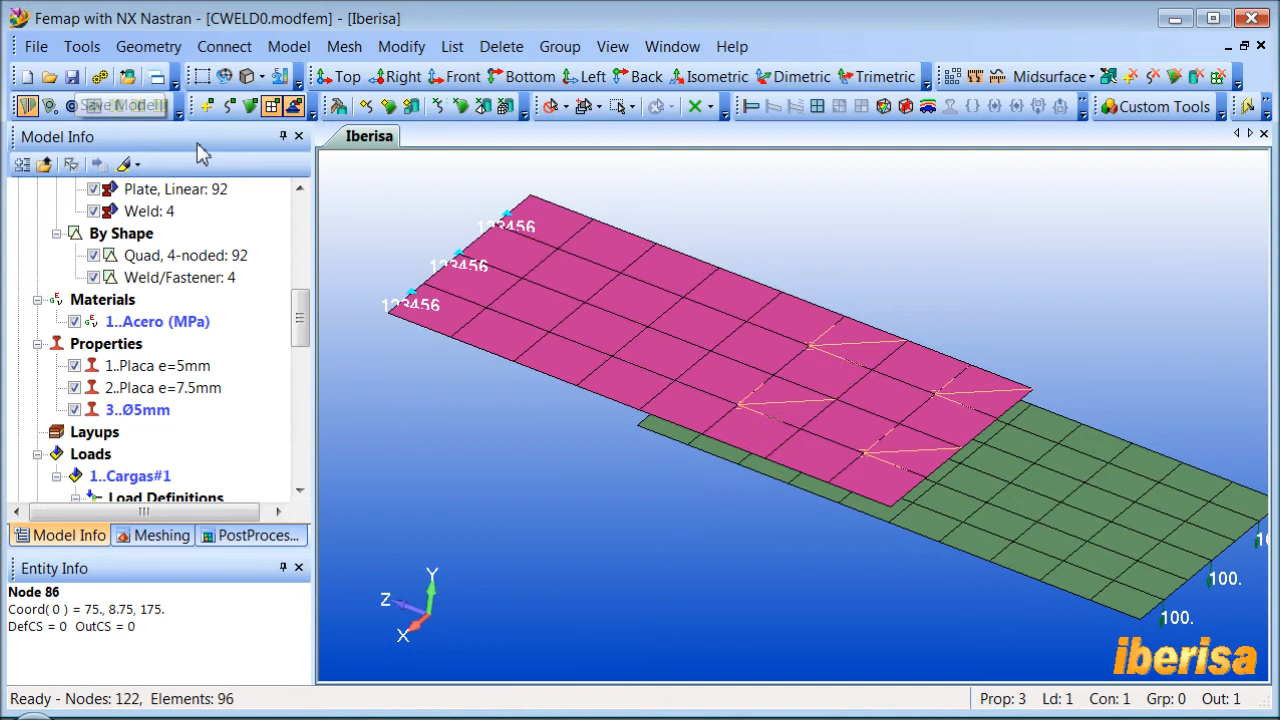 Femap with NX Nastran - [CWELD0.modfem] - [Iberisa]
File Tools Geometry Connect Model Mesh Modify List Delete Group View Window Help
Top Right Front Bottom Left Back Isometric Dimetric Trimetric Midsurface
Save Model
Custom Tools
Model Info
Iberisa
Plate, Linear: 92
Weld: 4
By Shape
Quad, 4-noded: 92
Weld/Fastener: 4
Materials
1..Acero (MPa)
Properties
1..Placa e=5mm
2..Placa e=7.5mm
3..Ø5mm
Layups
Loads
1..Cargas#1
Load Definitions
Model Info Meshing PostProces...
Entity Info
Node 86
Coord( 0 ) = 75., 8.75, 175.
DefCS = 0 OutCS = 0
123456
123456
123456
100.
100.
Y
Z
X
iberisa
Ready - Nodes: 122, Elements: 96
Prop: 3 Ld: 1 Con: 1 Grp: 0 Out: 1